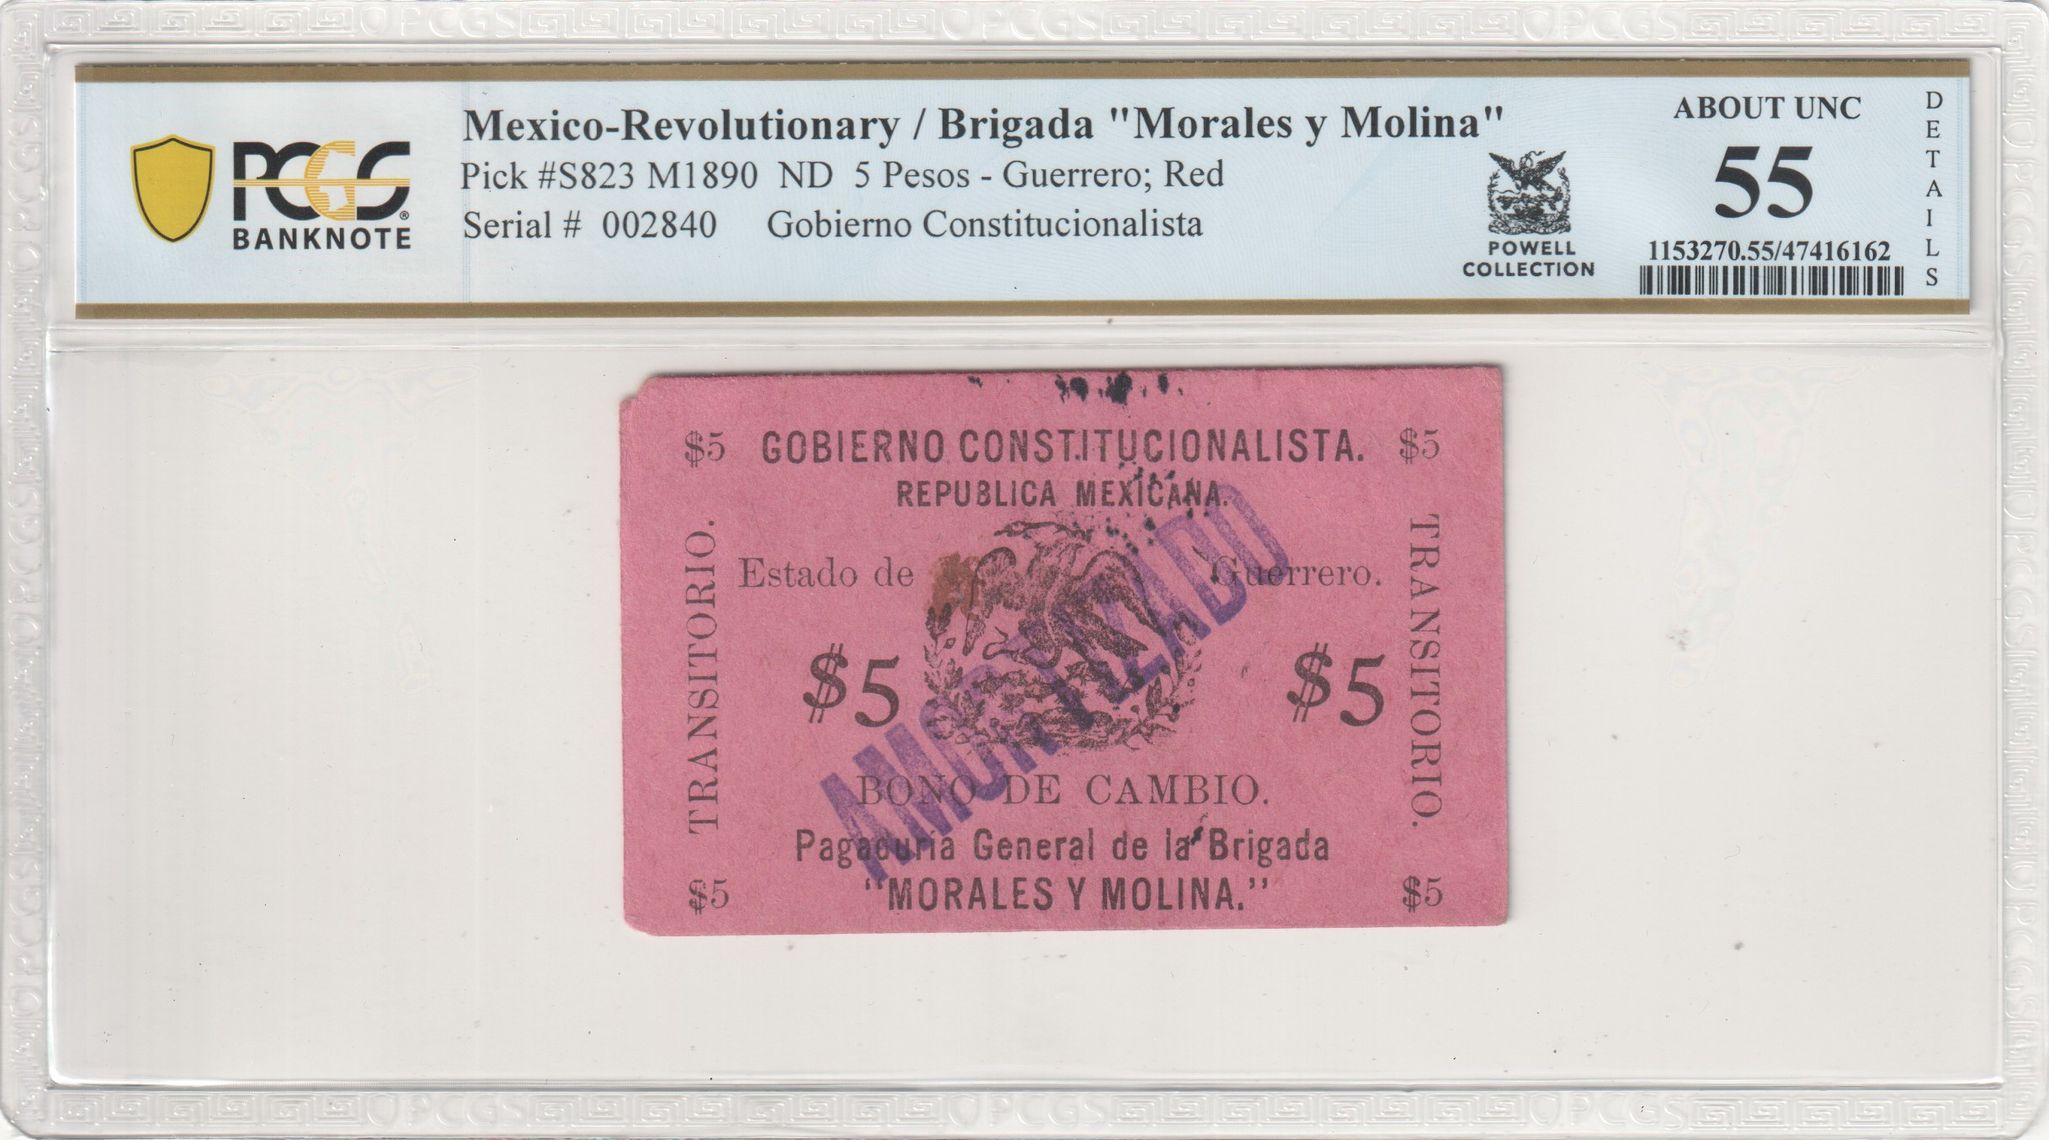 Mexico-Revolutionary / Brigada "Morales y Molina"
Pick #S823 M1890 ND 5 Pesos - Guerrero; Red
Serial # 002840 Gobierno Constitucionalista
PCGS
BANKNOTE
POWELL
COLLECTION
ABOUT UNC
55
1153270.55/47416162
DETAILS
$5 GOBIERNO CONSTITUCIONALISTA. $5
REPUBLICA MEXICANA.
Estado de Guerrero.
TRANSITORIO.
TRANSITORIO.
$5 $5
AMORTIZADO
BONO DE CAMBIO.
Pagaduria General de la Brigada
$5 "MORALES Y MOLINA." $5